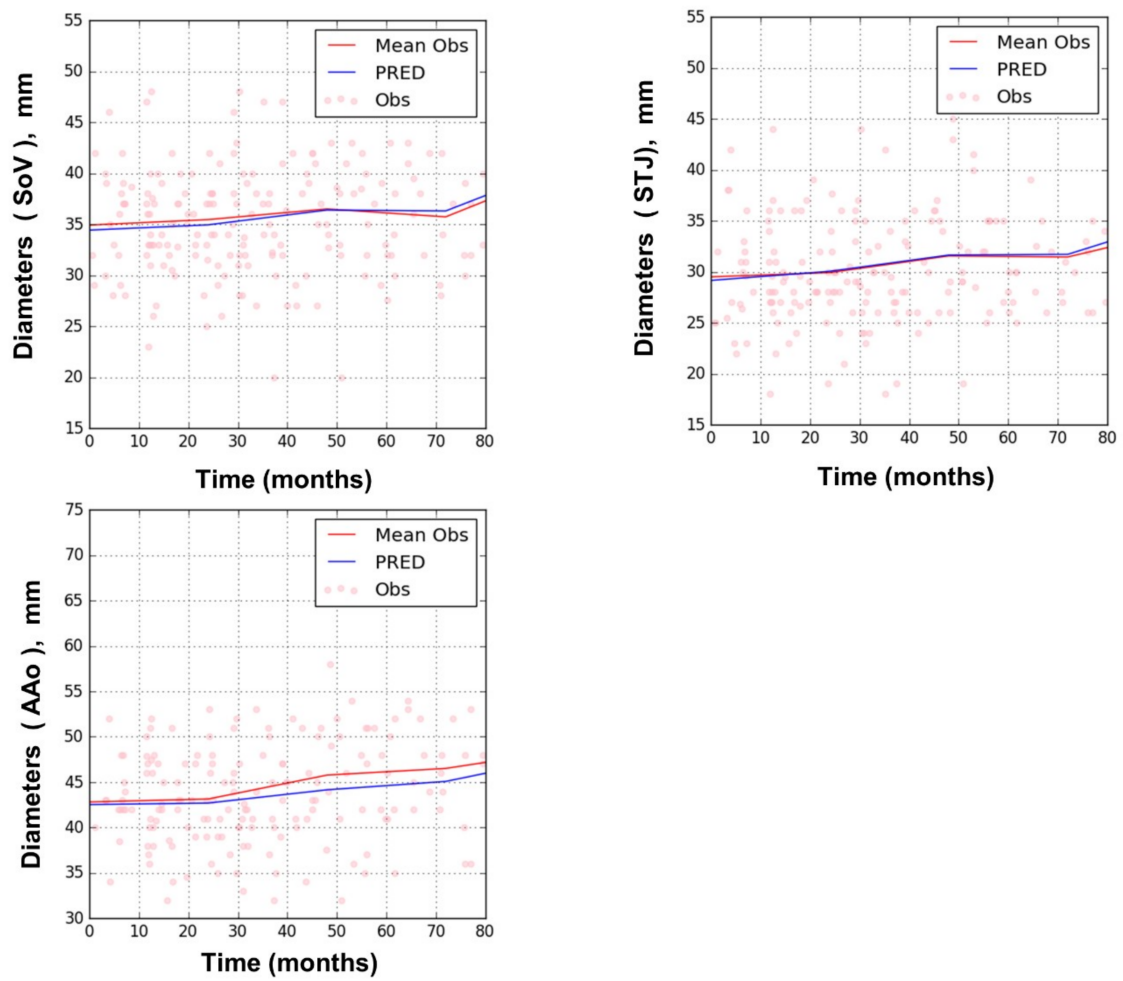 55
50
45
40
35
30
25
20
15
Diameters ( SoV ), mm
Mean Obs
PRED
Obs
0 10 20 30 40 50 60 70 80
Time (months)
55
50
45
40
35
30
25
20
15
Diameters ( STJ), mm
Mean Obs
PRED
Obs
0 10 20 30 40 50 60 70 80
Time (months)
75
70
65
60
55
50
45
40
35
30
Diameters ( AAo ), mm
Mean Obs
PRED
Obs
0 10 20 30 40 50 60 70 80
Time (months)